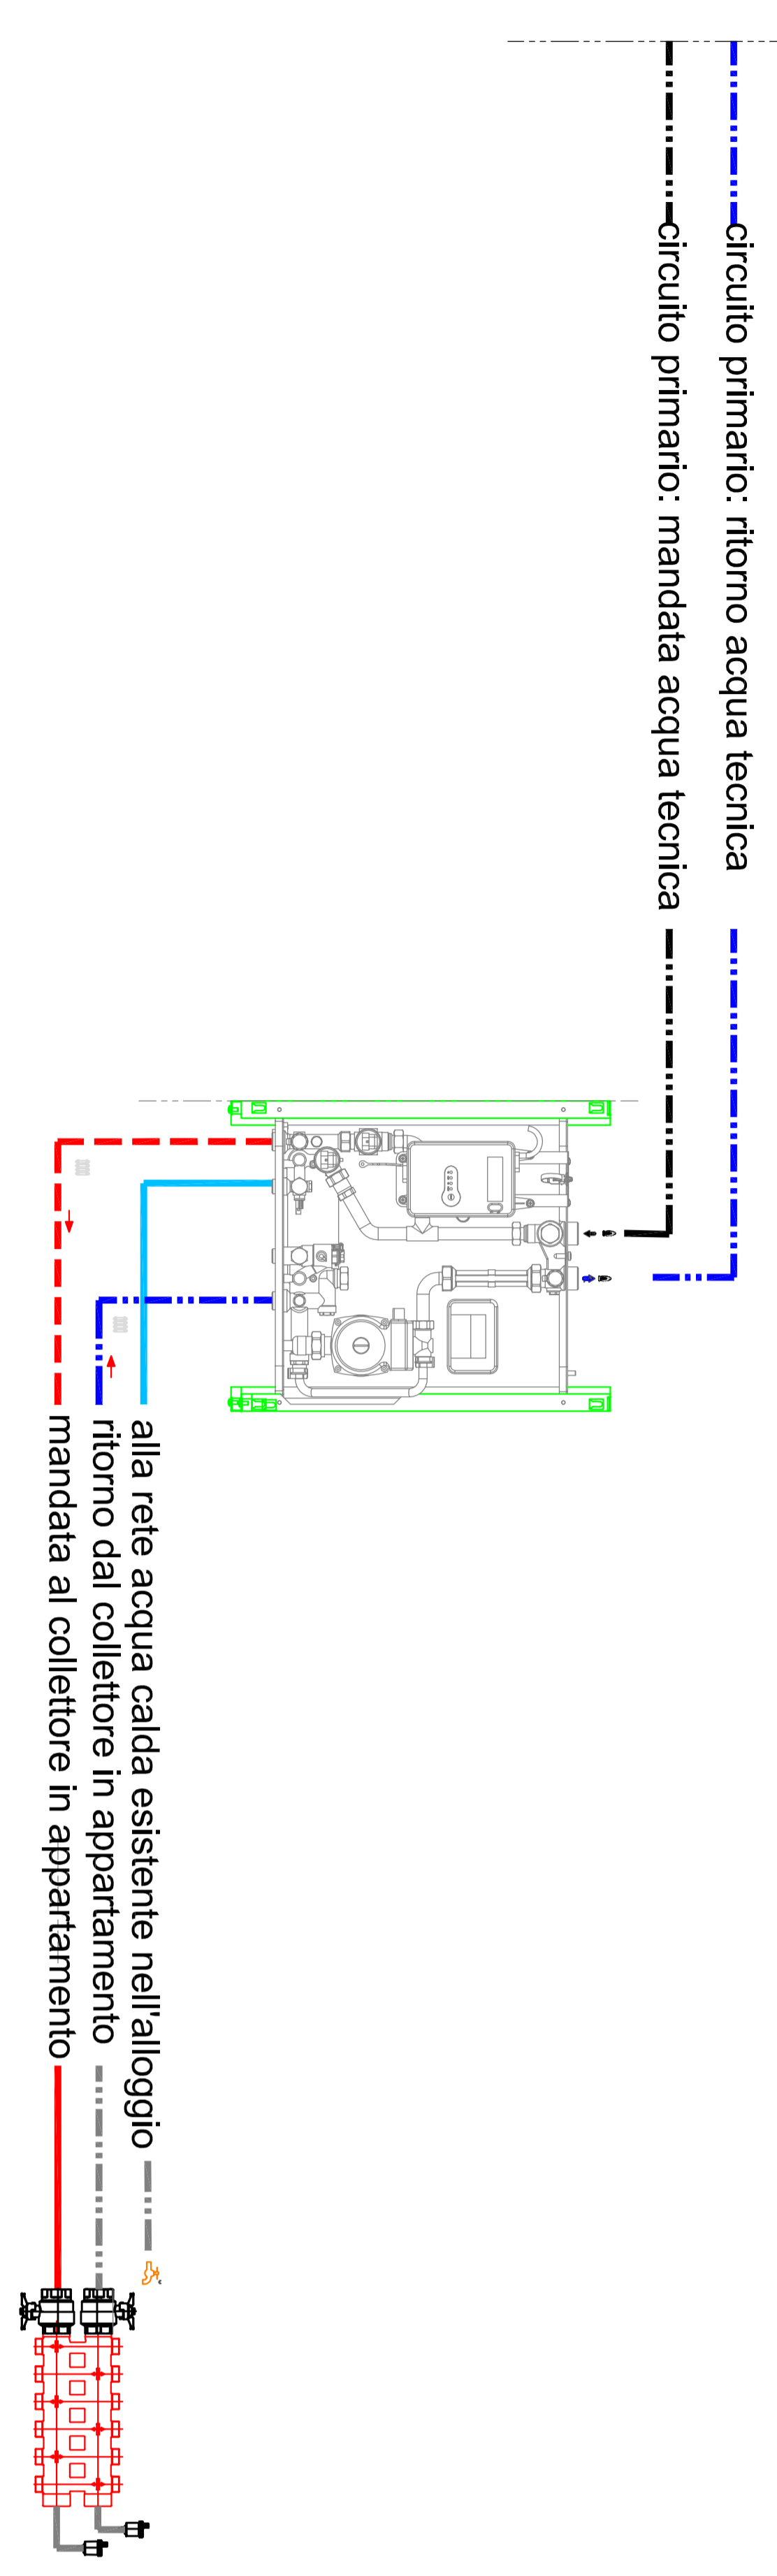 circuito primario: ritorno acqua tecnica
circuito primario: mandata acqua tecnica
alla rete acqua calda esistente nell'alloggio
ritorno dal collettore in appartamento
mandata al collettore in appartamento